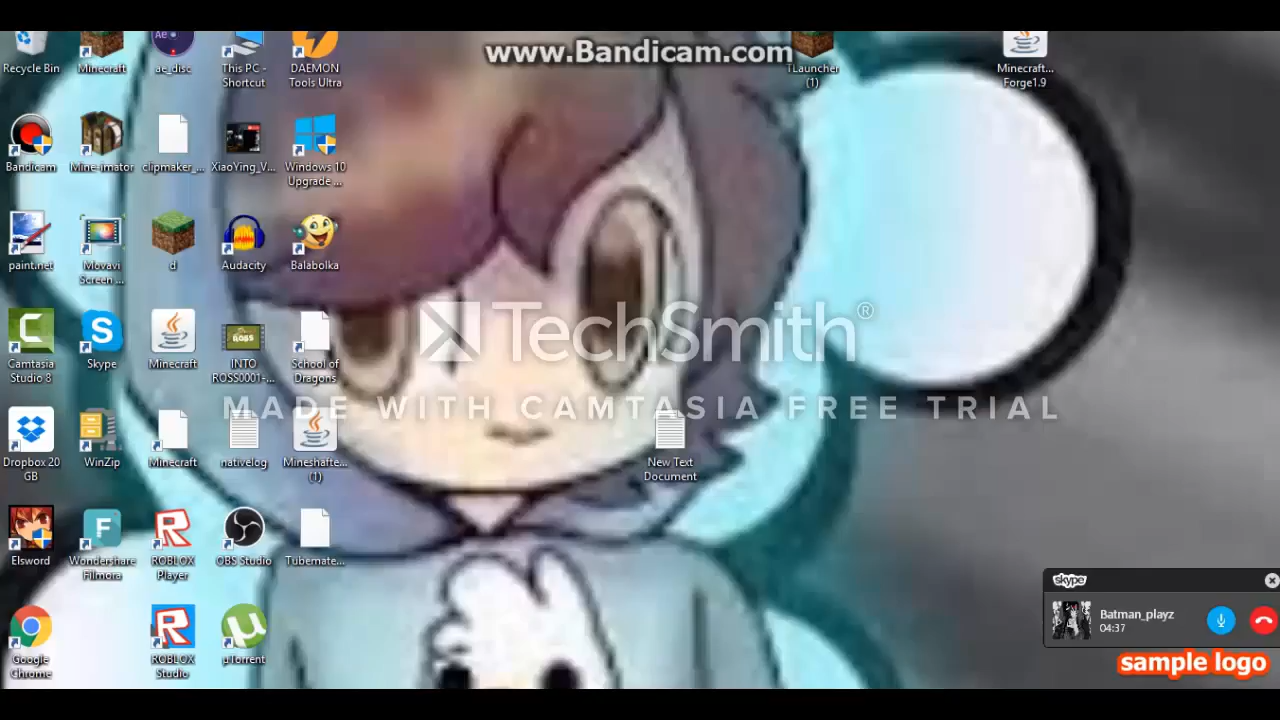 www.Bandicam.com
Recycle Bin
Minecraft
Ae
ae_disc
This PC -
Shortcut
DAEMON
Tools Ultra
TLauncher
(1)
Minecraft...
Forge1.9
Bandicam
Mine-imator
clipmaker_...
XiaoYing_V...
Windows 10
Upgrade ...
paint.net
Movavi
Screen ...
d
Audacity
Balabolka
Camtasia
Studio 8
Skype
Minecraft
INTO
ROSS0001-...
School of
Dragons
TechSmith®
MADE WITH CAMTASIA FREE TRIAL
Dropbox 20
GB
WinZip
Minecraft
nativelog
Mineshafte...
(1)
New Text
Document
Elsword
Wondershare
Filmora
ROBLOX
Player
OBS Studio
Tubemate...
skype
Batman_playz
04:37
Google
Chrome
ROBLOX
Studio
µTorrent
sample logo